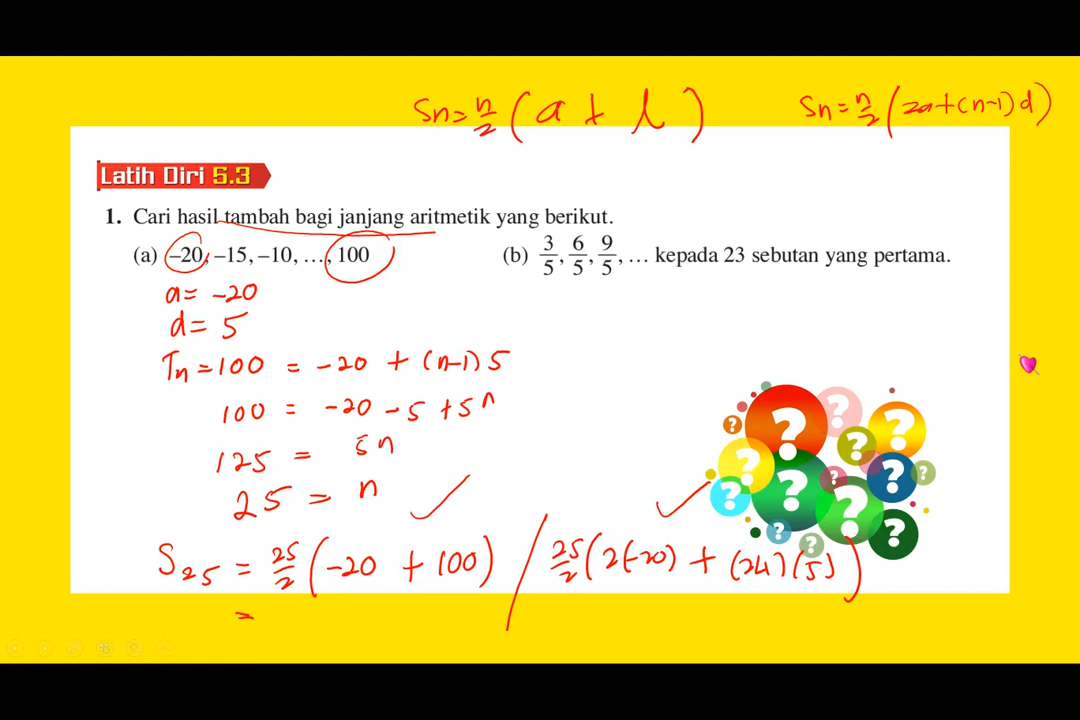 Sn = n/2 (a + l)
Sn = n/2 (2a + (n-1) d)
Latih Diri 5.3
1. Cari hasil tambah bagi janjang aritmetik yang berikut.
(a) –20, –15, –10, …, 100
(b) 3/5, 6/5, 9/5, … kepada 23 sebutan yang pertama.
a = -20
d = 5
Tn = 100 = -20 + (n-1) 5
100 = -20 - 5 + 5n
125 = 5n
25 = n
S25 = 25/2 (-20 + 100) / 25/2 (2(-20) + (24)(5))
=